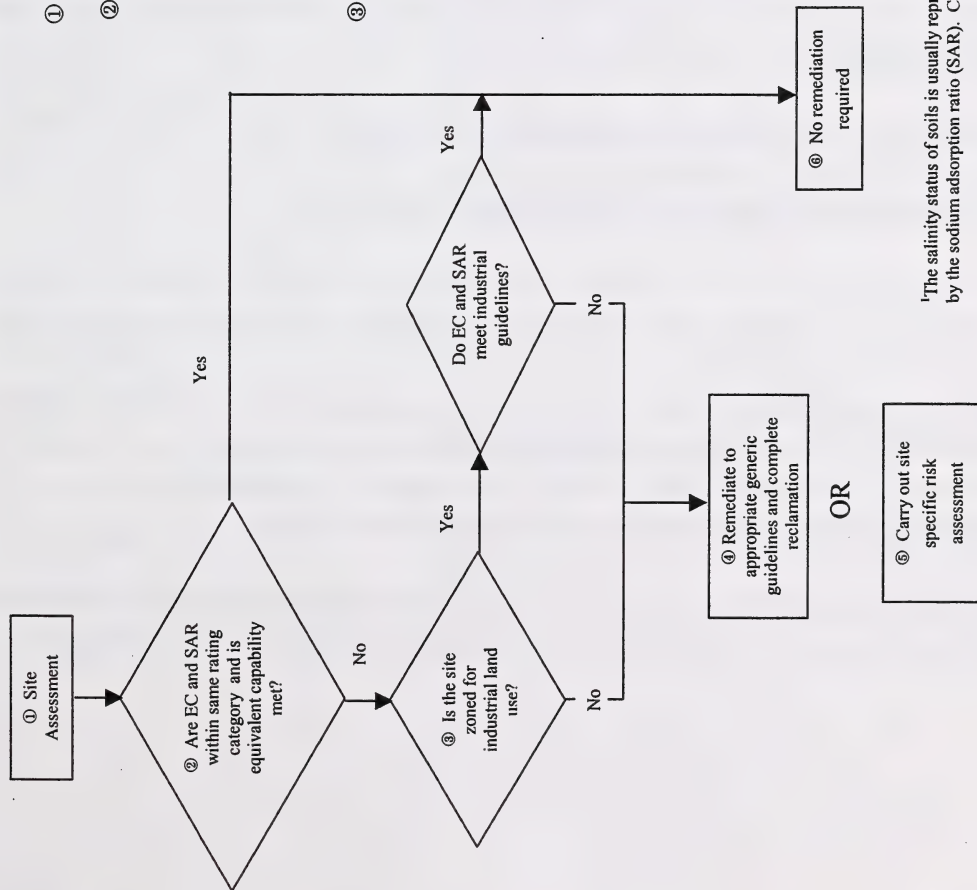 ① Site
Assessment
② Are EC and SAR
within same rating
category and is
equivalent capability
met?
Yes
No
③ Is the site
zoned for
industrial land
use?
Yes
No
Do EC and SAR
meet industrial
guidelines?
Yes
No
④ Remediate to
appropriate generic
guidelines and complete
reclamation
OR
⑤ Carry out site
specific risk
assessment
⑥ No remediation
required
①
②
③
¹The salinity status of soils is usually repr
by the sodium adsorption ratio (SAR). C